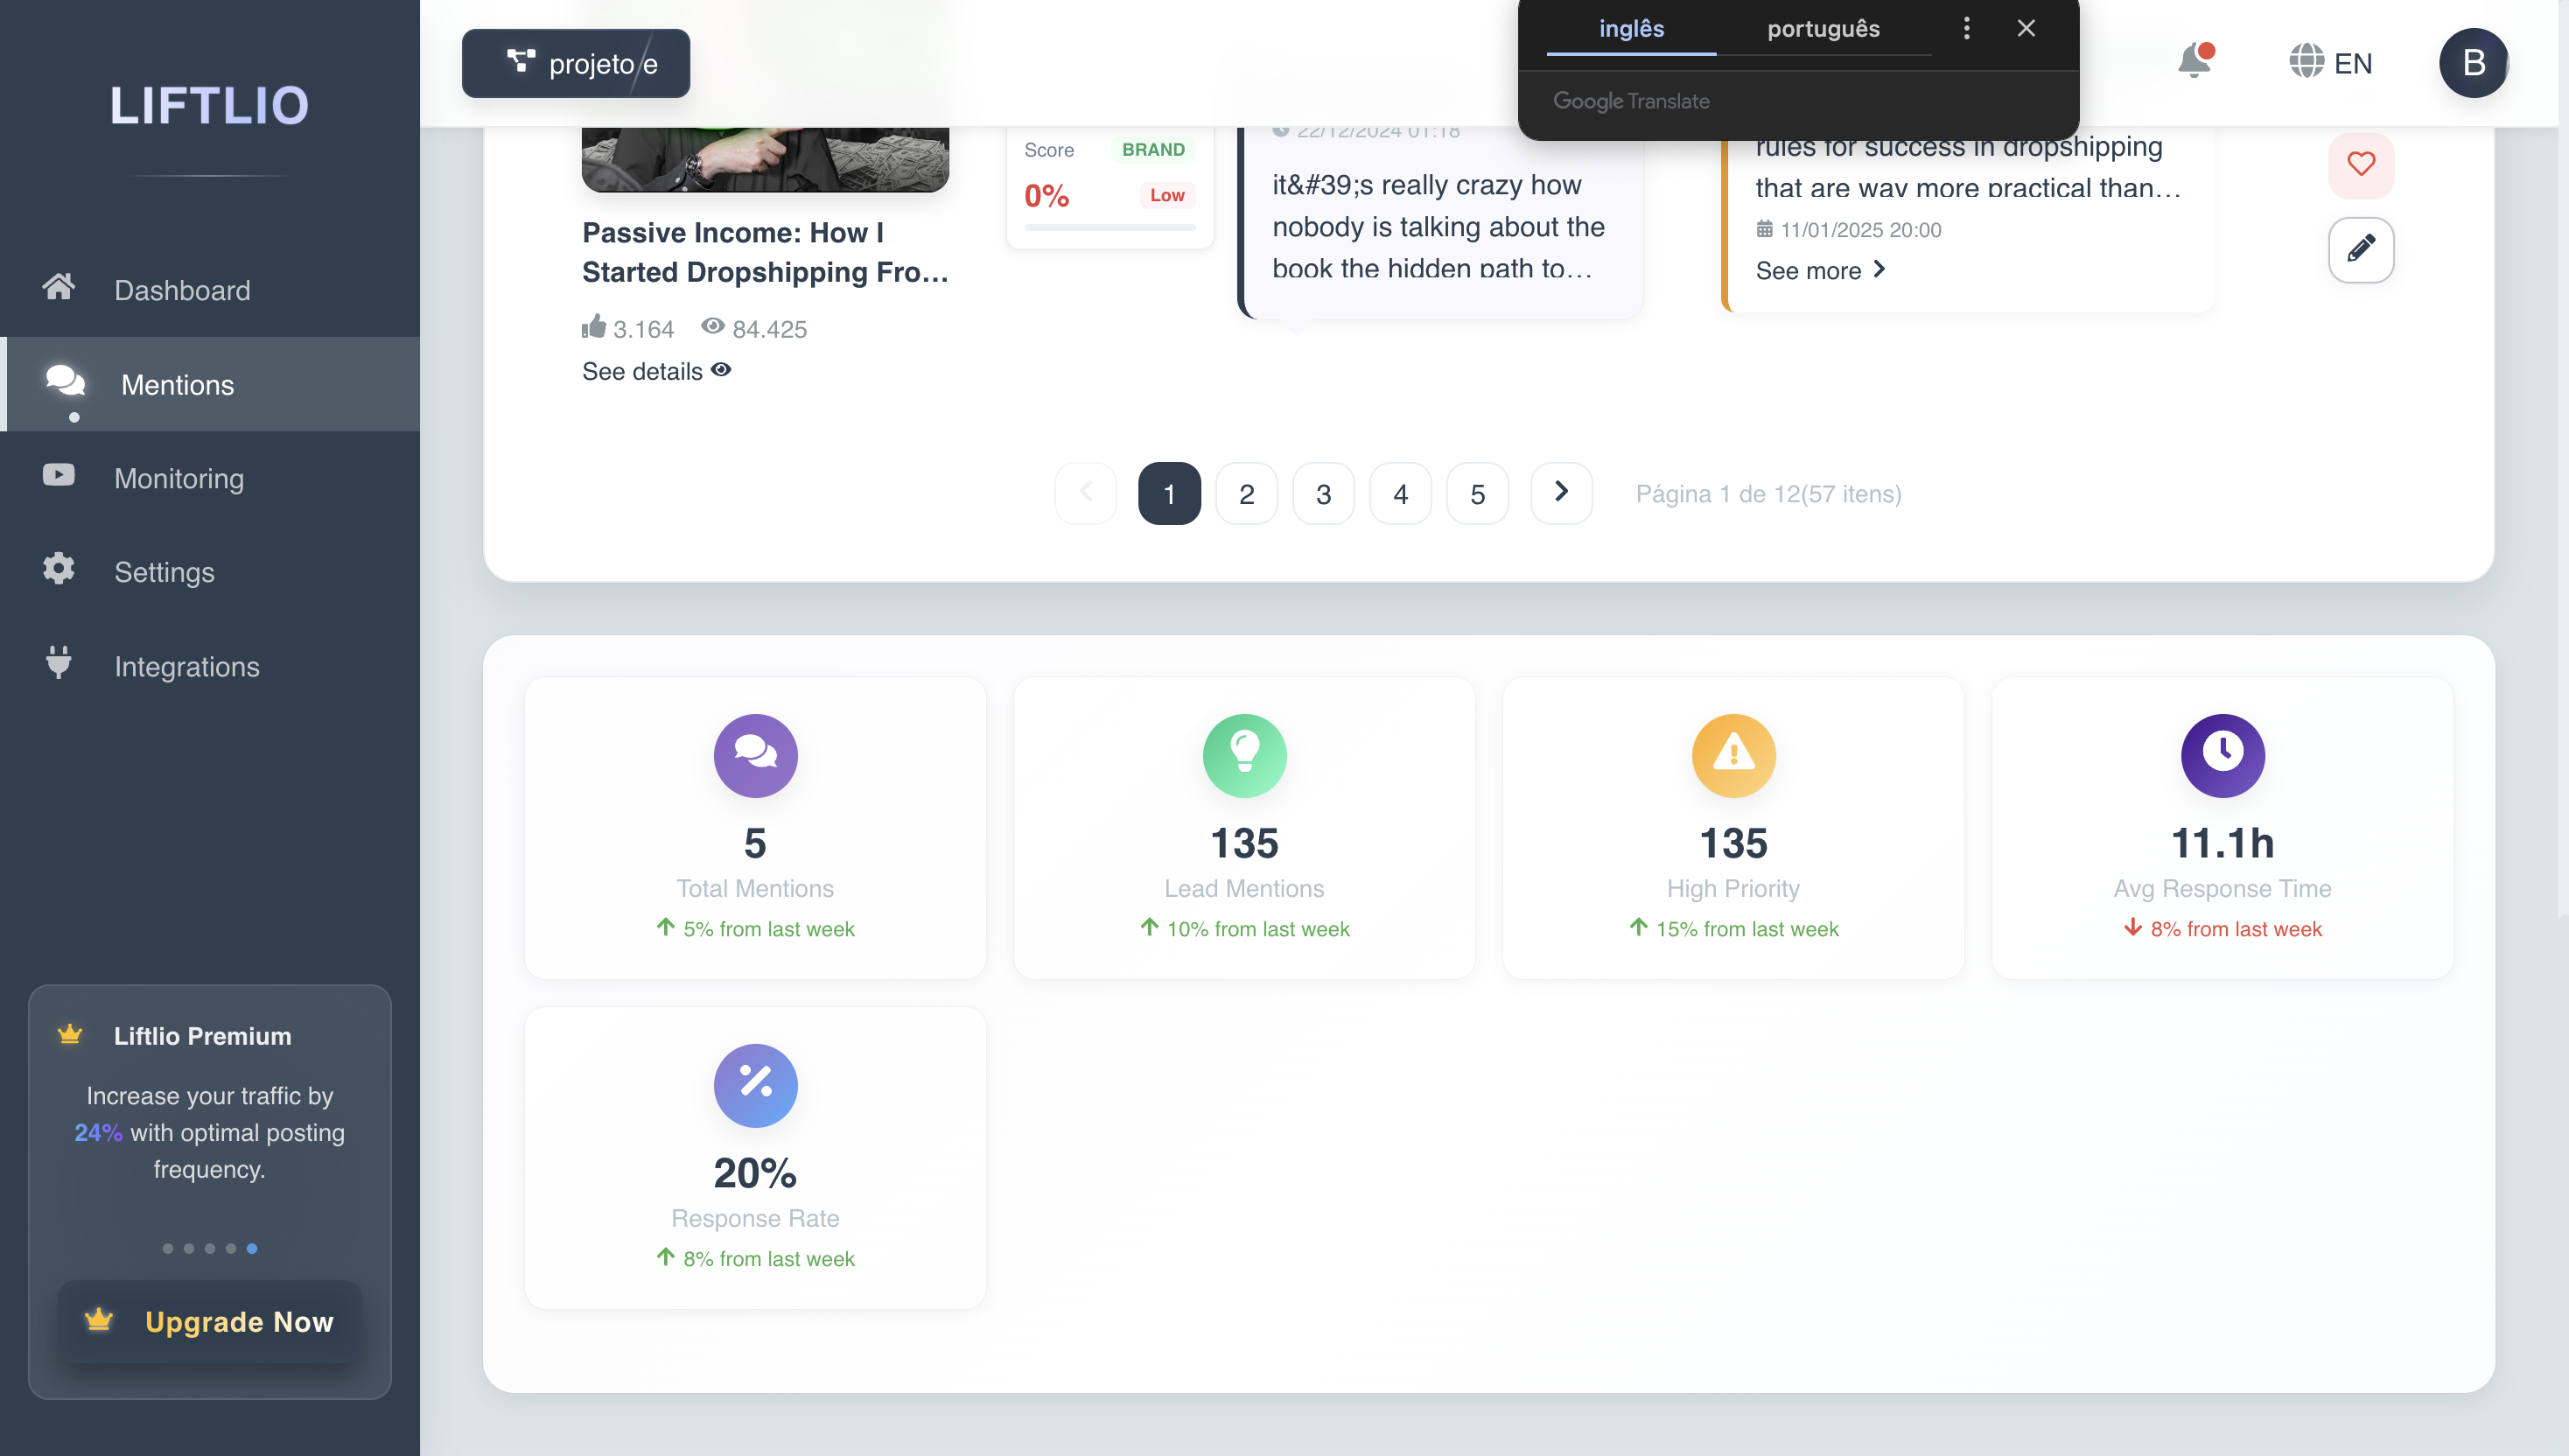 LIFTLIO
Dashboard
Mentions
Monitoring
Settings
Integrations
Liftlio Premium
Increase your traffic by
24% with optimal posting
frequency.
Upgrade Now
projeto e
inglês
português
Google Translate
EN
B
Passive Income: How I
Started Dropshipping Fro…
3.164
84.425
See details
Score
BRAND
0%
Low
22/12/2024 01:18
it&#39;s really crazy how
nobody is talking about the
book the hidden path to…
rules for success in dropshipping
that are way more practical than…
11/01/2025 20:00
See more
1
2
3
4
5
Página 1 de 12(57 itens)
5
Total Mentions
5% from last week
135
Lead Mentions
10% from last week
135
High Priority
15% from last week
11.1h
Avg Response Time
8% from last week
20%
Response Rate
8% from last week